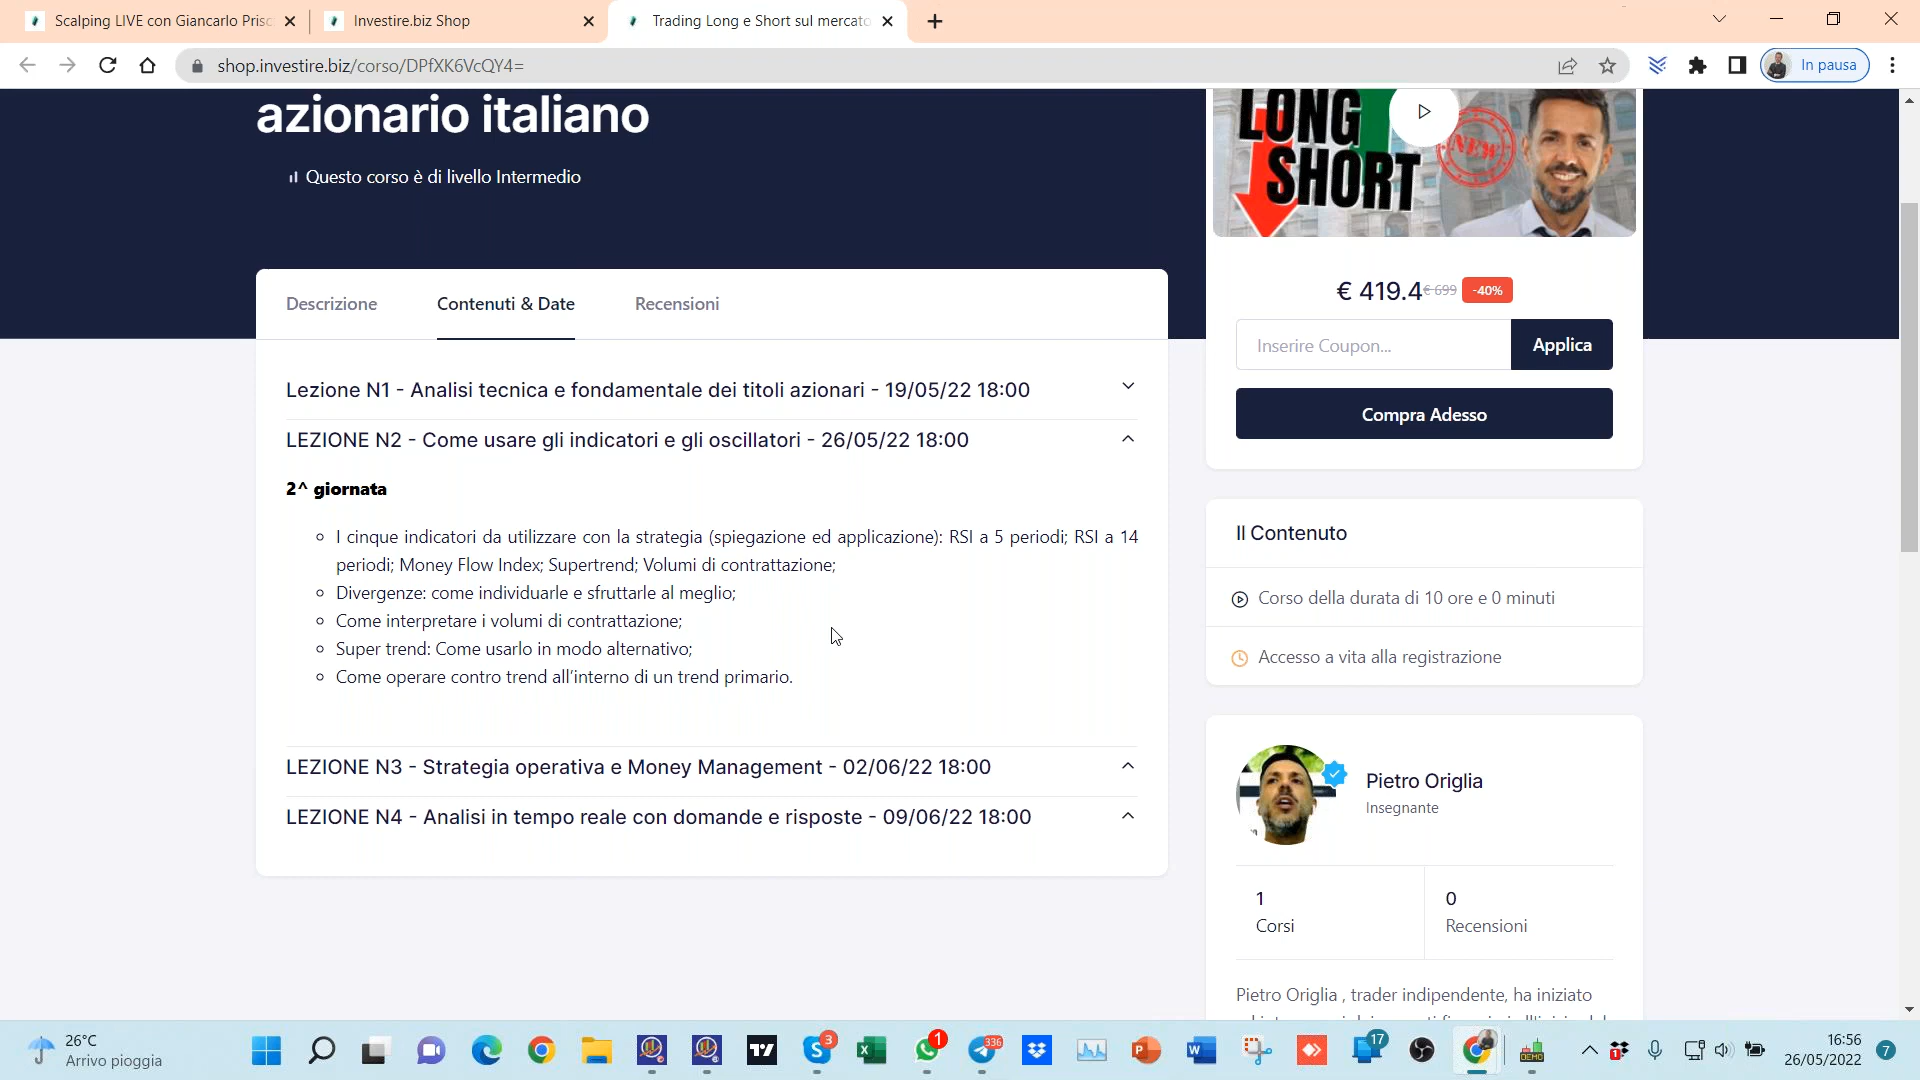 Scalping LIVE con Giancarlo Prisc
Investire.biz Shop
Trading Long e Short sul mercato
shop.investire.biz/corso/DPfXK6VcQY4=
In pausa
azionario italiano
Questo corso è di livello Intermedio
LONG
SHORT
NEW
€ 419.4 € 699 -40%
Inserire Coupon...
Applica
Compra Adesso
Descrizione
Contenuti & Date
Recensioni
Lezione N1 - Analisi tecnica e fondamentale dei titoli azionari - 19/05/22 18:00
LEZIONE N2 - Come usare gli indicatori e gli oscillatori - 26/05/22 18:00
2^ giornata
I cinque indicatori da utilizzare con la strategia (spiegazione ed applicazione): RSI a 5 periodi; RSI a 14
periodi; Money Flow Index; Supertrend; Volumi di contrattazione;
Divergenze: come individuarle e sfruttarle al meglio;
Come interpretare i volumi di contrattazione;
Super trend: Come usarlo in modo alternativo;
Come operare contro trend all'interno di un trend primario.
LEZIONE N3 - Strategia operativa e Money Management - 02/06/22 18:00
LEZIONE N4 - Analisi in tempo reale con domande e risposte - 09/06/22 18:00
Il Contenuto
Corso della durata di 10 ore e 0 minuti
Accesso a vita alla registrazione
Pietro Origlia
Insegnante
1
Corsi
0
Recensioni
Pietro Origlia , trader indipendente, ha iniziato
26°C
Arrivo pioggia
3
1
336
17
DEMO
1
16:56
26/05/2022
7